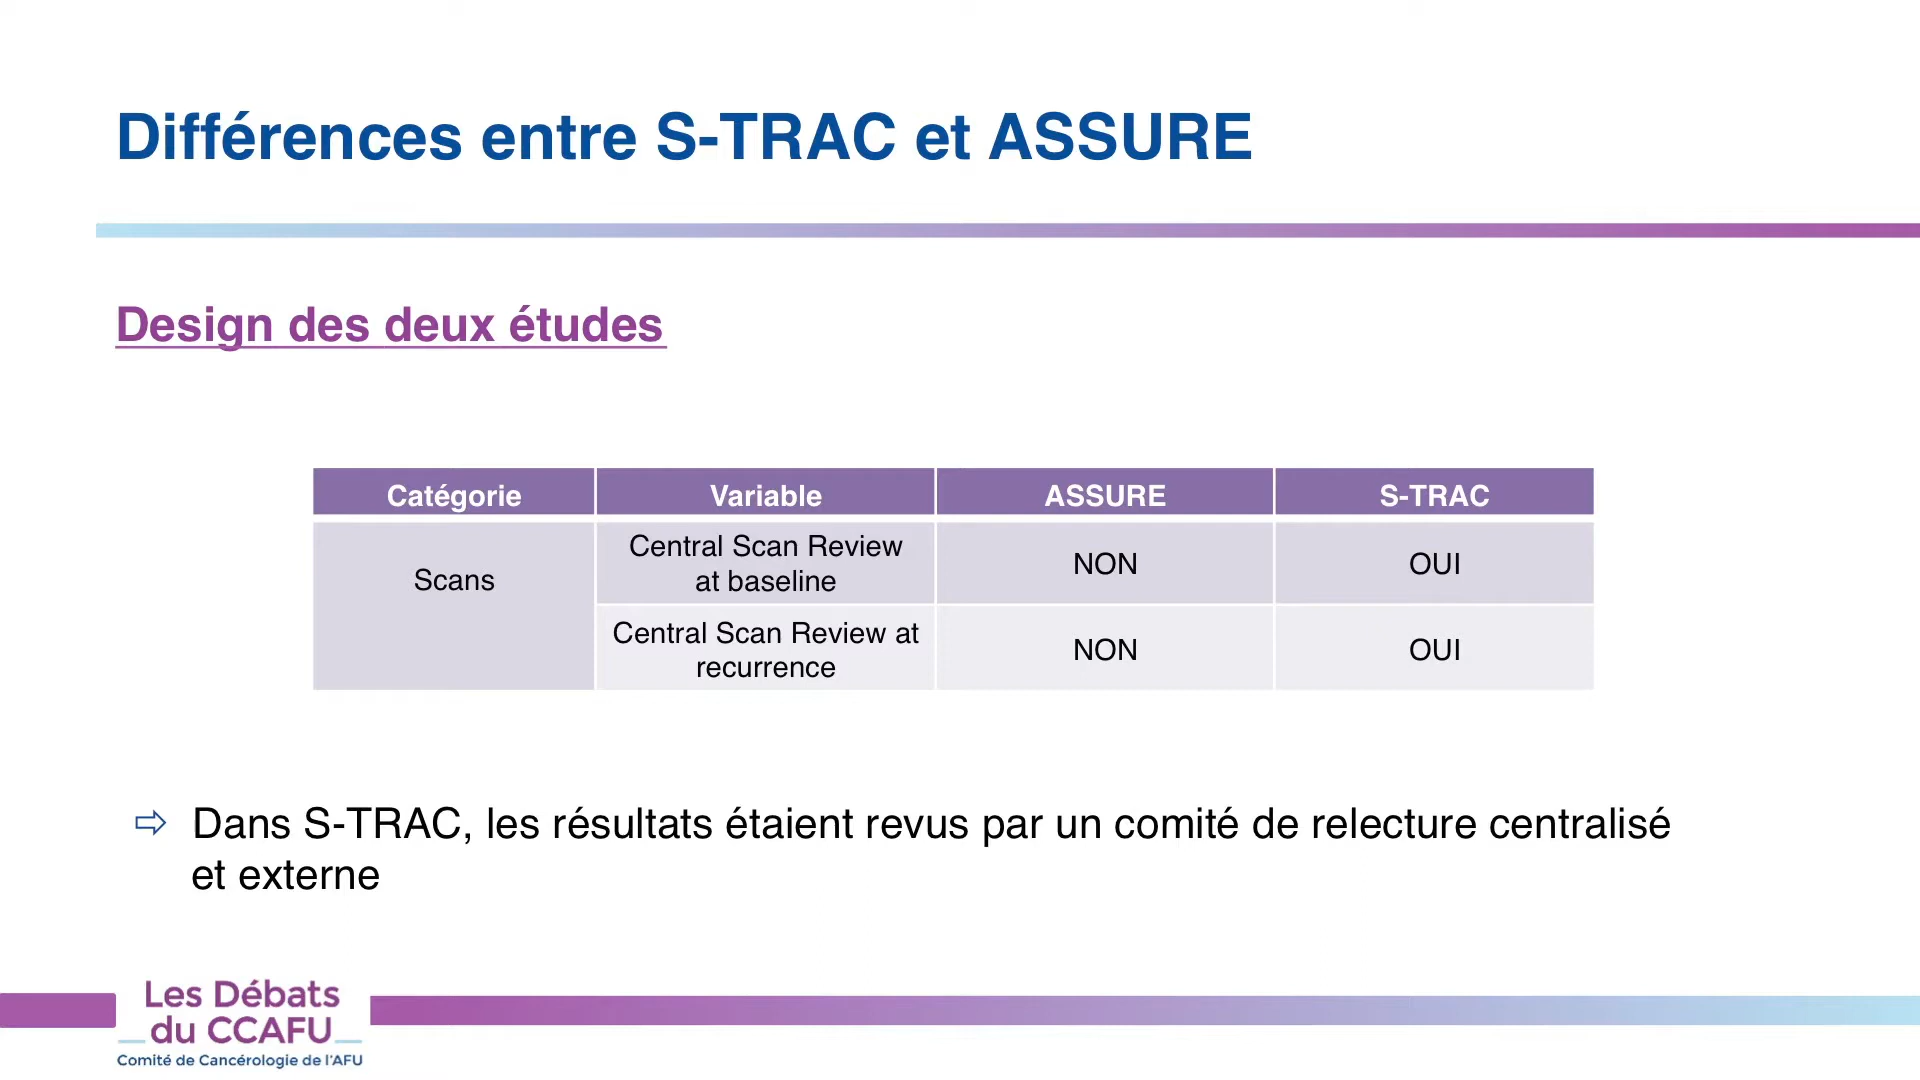 Différences entre S-TRAC et ASSURE
Design des deux études
Catégorie Variable ASSURE S-TRAC
Scans
Central Scan Review
at baseline
NON OUI
Central Scan Review at
recurrence
NON OUI
⇨ Dans S-TRAC, les résultats étaient revus par un comité de relecture centralisé
et externe
Les Débats
du CCAFU
Comité de Cancérologie de l'AFU